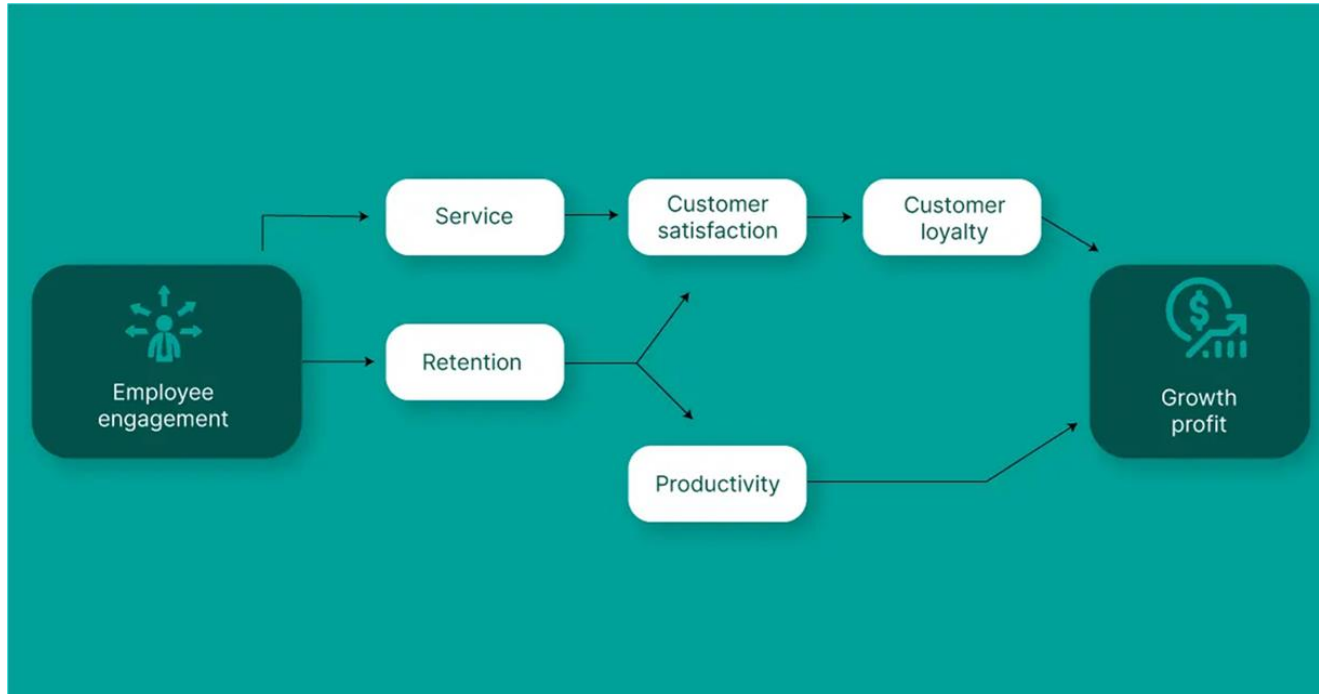 Service
Customer
satisfaction
Customer
loyalty
Employee
engagement
Retention
$
Growth
profit
Productivity